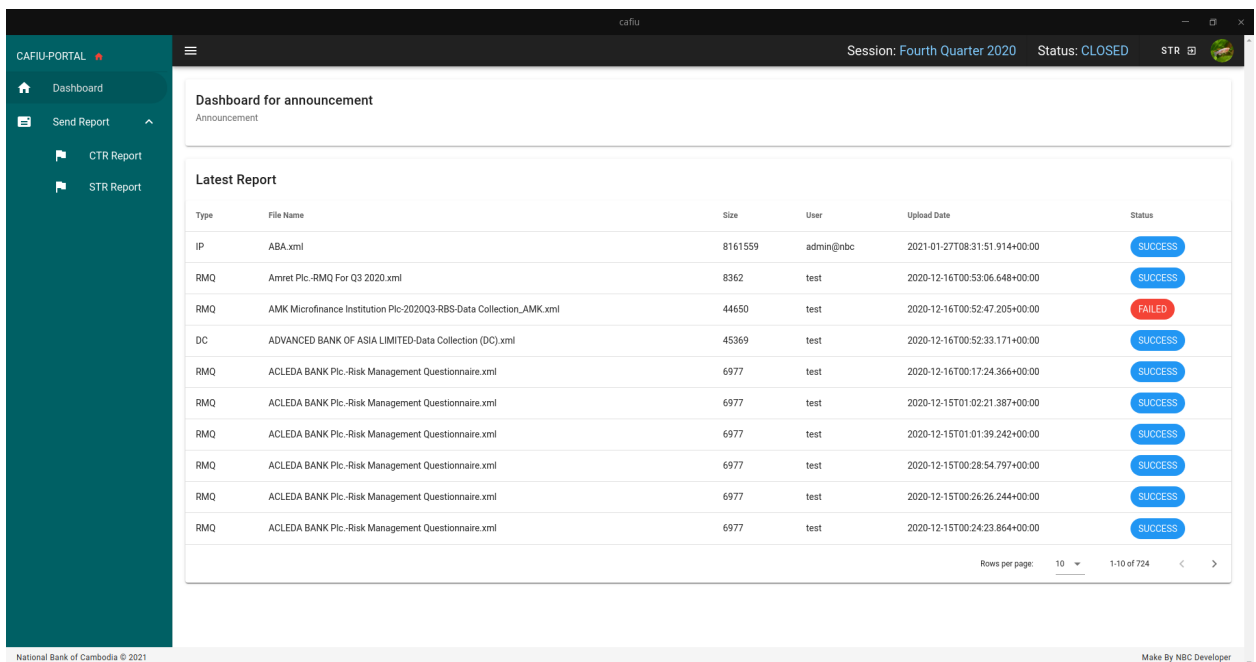 cafiu
CAFIU-PORTAL
Session: Fourth Quarter 2020 Status: CLOSED STR
Dashboard
Send Report
CTR Report
STR Report
Dashboard for announcement
Announcement
Latest Report
Type File Name Size User Upload Date Status
IP ABA.xml 8161559 admin@nbc 2021-01-27T08:31:51.914+00:00 SUCCESS
RMQ Amret Plc.-RMQ For Q3 2020.xml 8362 test 2020-12-16T00:53:06.648+00:00 SUCCESS
RMQ AMK Microfinance Institution Plc-2020Q3-RBS-Data Collection_AMK.xml 44650 test 2020-12-16T00:52:47.205+00:00 FAILED
DC ADVANCED BANK OF ASIA LIMITED-Data Collection (DC).xml 45369 test 2020-12-16T00:52:33.171+00:00 SUCCESS
RMQ ACLEDA BANK Plc.-Risk Management Questionnaire.xml 6977 test 2020-12-16T00:17:24.366+00:00 SUCCESS
RMQ ACLEDA BANK Plc.-Risk Management Questionnaire.xml 6977 test 2020-12-15T01:02:21.387+00:00 SUCCESS
RMQ ACLEDA BANK Plc.-Risk Management Questionnaire.xml 6977 test 2020-12-15T01:01:39.242+00:00 SUCCESS
RMQ ACLEDA BANK Plc.-Risk Management Questionnaire.xml 6977 test 2020-12-15T00:28:54.797+00:00 SUCCESS
RMQ ACLEDA BANK Plc.-Risk Management Questionnaire.xml 6977 test 2020-12-15T00:26:26.244+00:00 SUCCESS
RMQ ACLEDA BANK Plc.-Risk Management Questionnaire.xml 6977 test 2020-12-15T00:24:23.864+00:00 SUCCESS
Rows per page: 10 1-10 of 724
National Bank of Cambodia © 2021 Make By NBC Developer